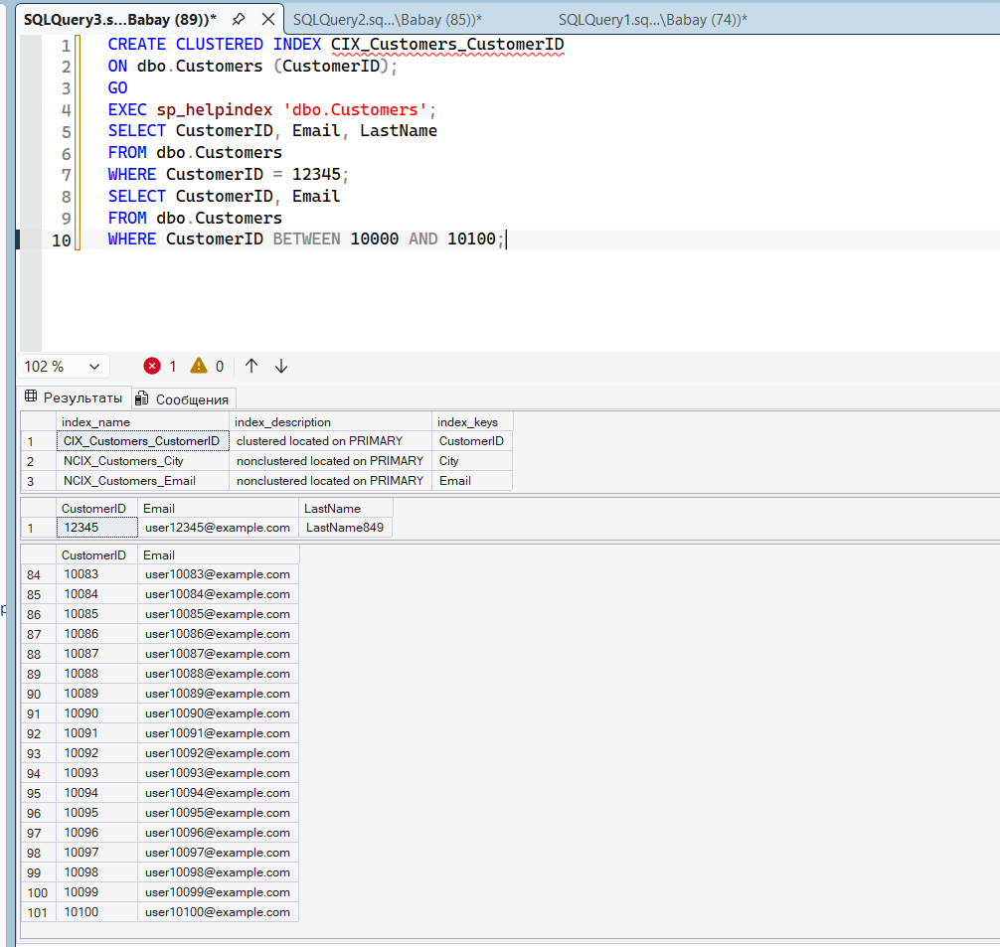 SQLQuery3.s...Babay (89))* SQLQuery2.sq...\Babay (85))* SQLQuery1.sq...\Babay (74))*
1 CREATE CLUSTERED INDEX CIX_Customers_CustomerID
2 ON dbo.Customers (CustomerID);
3 GO
4 EXEC sp_helpindex 'dbo.Customers';
5 SELECT CustomerID, Email, LastName
6 FROM dbo.Customers
7 WHERE CustomerID = 12345;
8 SELECT CustomerID, Email
9 FROM dbo.Customers
10 WHERE CustomerID BETWEEN 10000 AND 10100;
102 % 1 0
Результаты Сообщения
index_name index_description index_keys
1 CIX_Customers_CustomerID clustered located on PRIMARY CustomerID
2 NCIX_Customers_City nonclustered located on PRIMARY City
3 NCIX_Customers_Email nonclustered located on PRIMARY Email
CustomerID Email LastName
1 12345 user12345@example.com LastName849
CustomerID Email
84 10083 user10083@example.com
85 10084 user10084@example.com
86 10085 user10085@example.com
87 10086 user10086@example.com
88 10087 user10087@example.com
89 10088 user10088@example.com
90 10089 user10089@example.com
91 10090 user10090@example.com
92 10091 user10091@example.com
93 10092 user10092@example.com
94 10093 user10093@example.com
95 10094 user10094@example.com
96 10095 user10095@example.com
97 10096 user10096@example.com
98 10097 user10097@example.com
99 10098 user10098@example.com
100 10099 user10099@example.com
101 10100 user10100@example.com